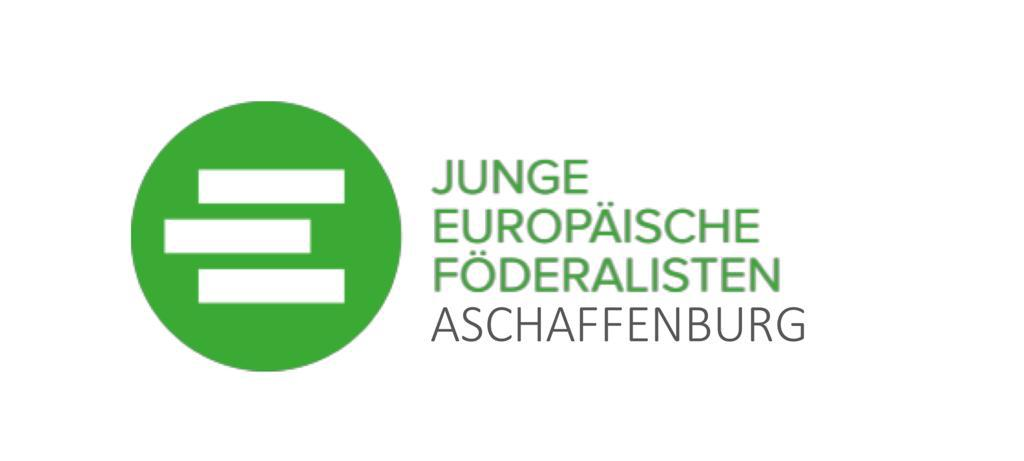 JUNGE
EUROPÄISCHE
FÖDERALISTEN
ASCHAFFENBURG